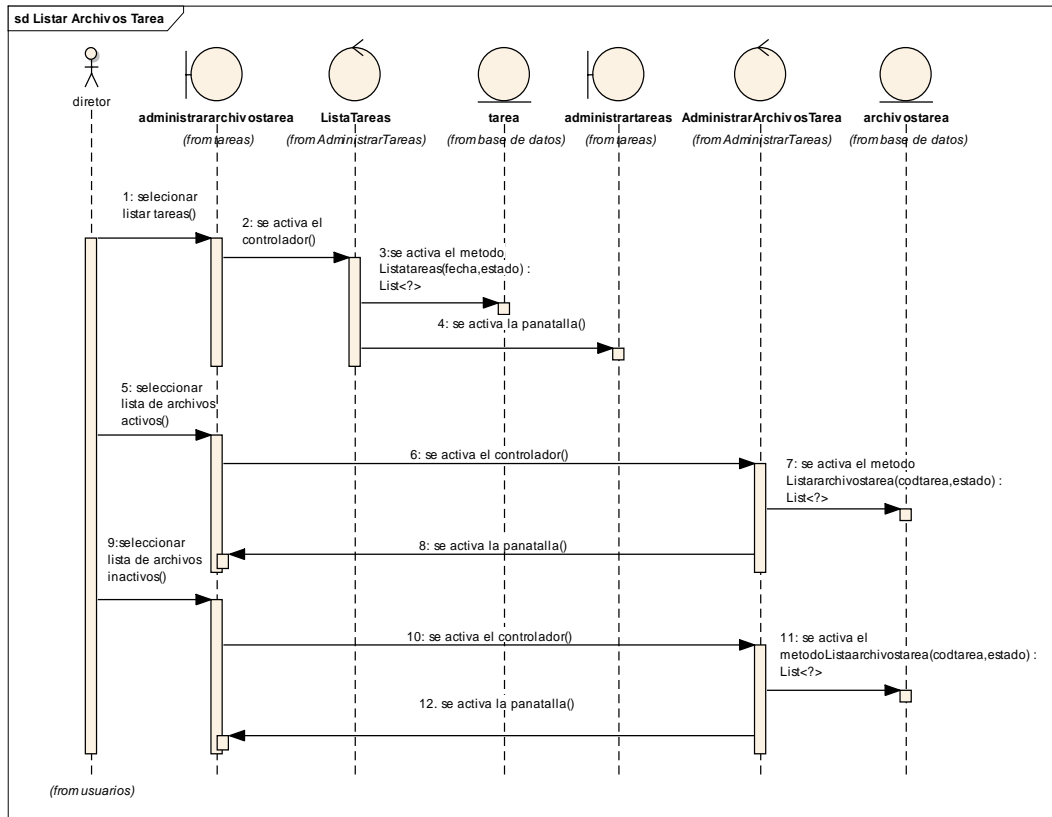 sd Listar Archivos Tarea
diretor
administrararchivostarea
(from tareas)
ListaTareas
(from AdministrarTareas)
tarea
(from base de datos)
administrartareas
(from tareas)
AdministrarArchivosTarea
(from AdministrarTareas)
archivostarea
(from base de datos)
1: selecionar
listar tareas()
2: se activa el
controlador()
3:se activa el metodo
Listatareas(fecha,estado) :
List<?>
4: se activa la panatalla()
5: seleccionar
lista de archivos
activos()
6: se activa el controlador()
7: se activa el metodo
Listararchivostarea(codtarea,estado) :
List<?>
8: se activa la panatalla()
9:seleccionar
lista de archivos
inactivos()
10: se activa el controlador()
11: se activa el
metodoListaarchivostarea(codtarea,estado) :
List<?>
12. se activa la panatalla()
(from usuarios)